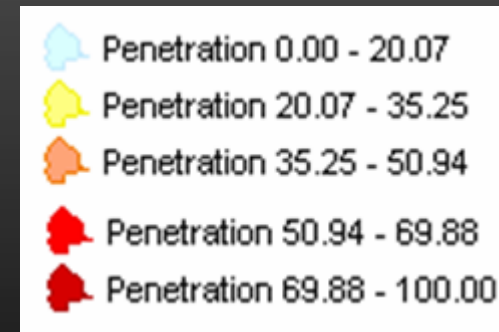 Penetration 0.00 - 20.07
Penetration 20.07 - 35.25
Penetration 35.25 - 50.94
Penetration 50.94 - 69.88
Penetration 69.88 - 100.00